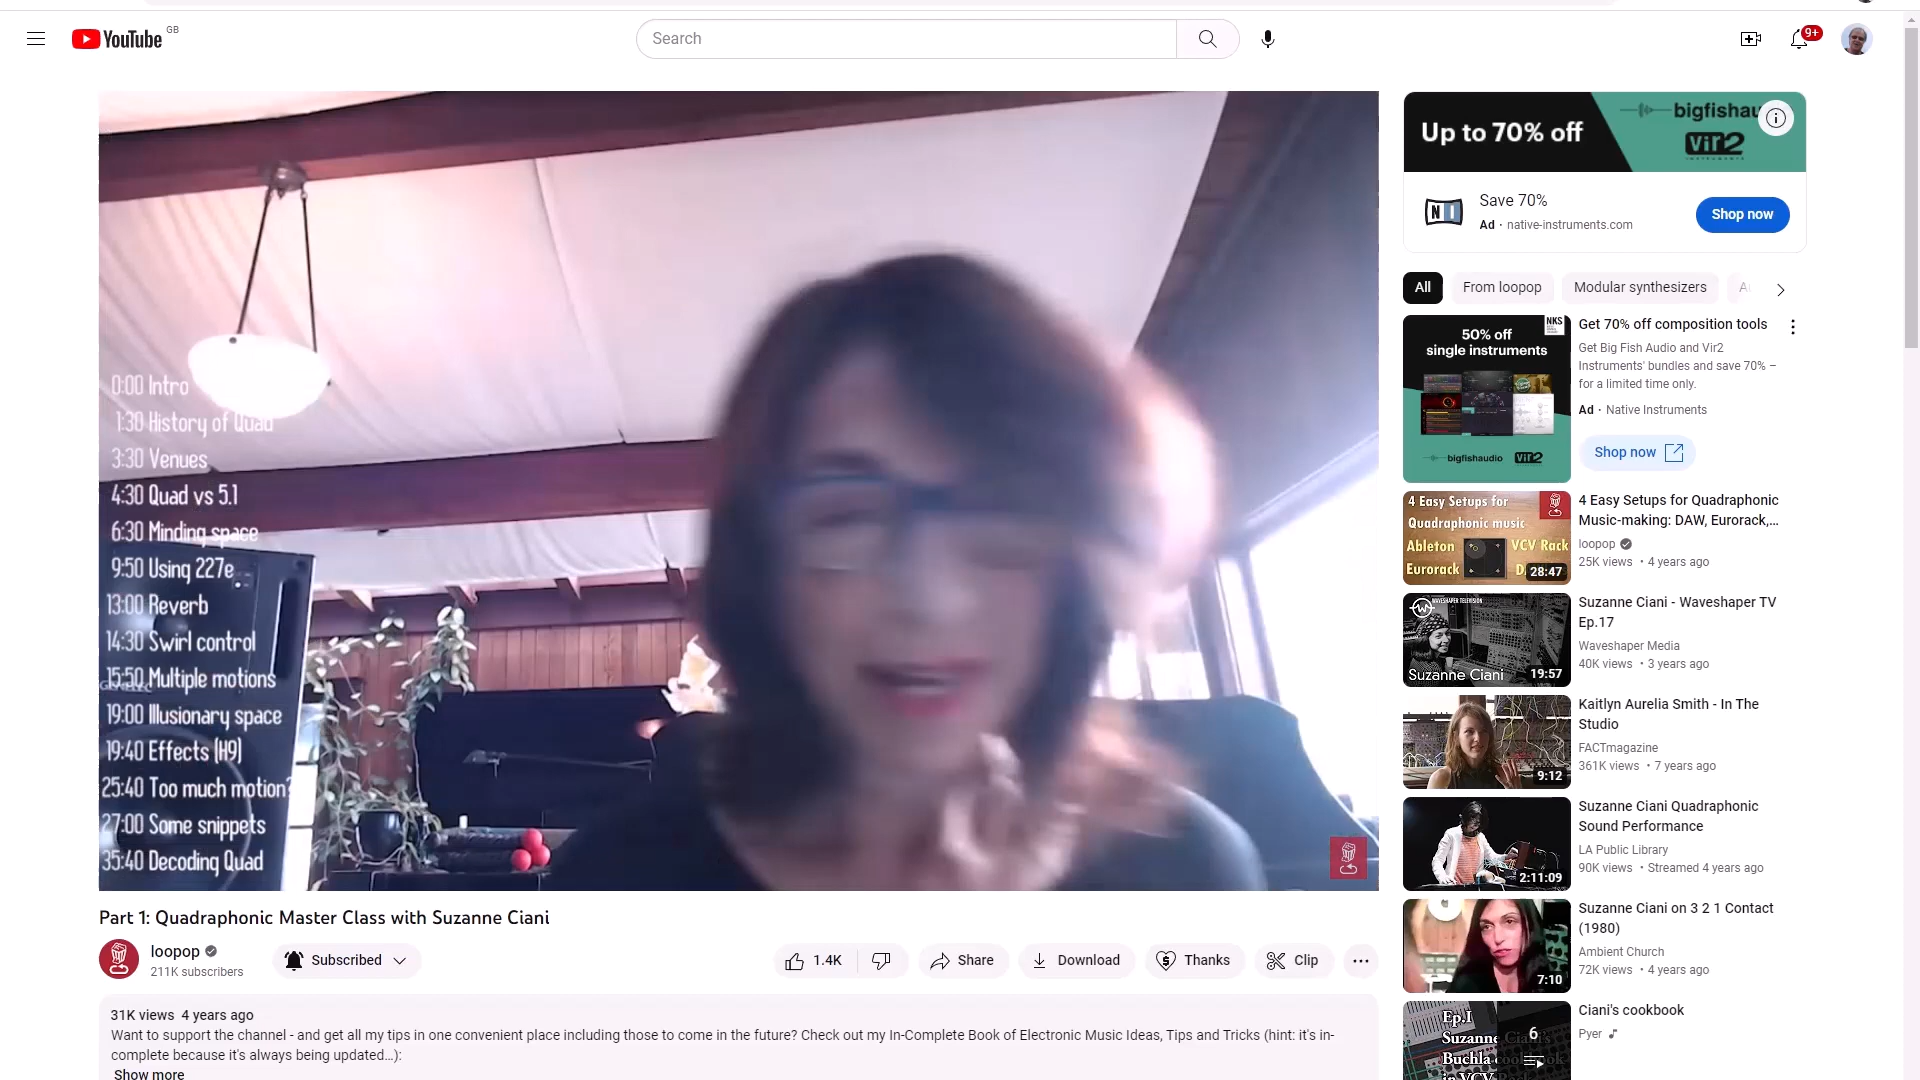 YouTube GB
Search
9+
0:00 Intro
1:30 History of Quad
3:30 Venues
4:30 Quad vs 5.1
6:30 Minding space
9:50 Using 227e
13:00 Reverb
14:30 Swirl control
15:50 Multiple motions
GENELEC
19:00 Illusionary space
19:40 Effects (H9)
25:40 Too much motion?
27:00 Some snippets
35:40 Decoding Quad
Part 1: Quadraphonic Master Class with Suzanne Ciani
loopop
211K subscribers
Subscribed
1.4K
Share
Download
Thanks
Clip
31K views 4 years ago
Want to support the channel - and get all my tips in one convenient place including those to come in the future? Check out my In-Complete Book of Electronic Music Ideas, Tips and Tricks (hint: it's in-
complete because it's always being updated...):
Show more
Up to 70% off
bigfishau
vir2
INSTRUMENTS
NI
Save 70%
Ad · native-instruments.com
Shop now
All
From loopop
Modular synthesizers
50% off
single instruments
NKS
bigfishaudio
vir2
Get 70% off composition tools
Get Big Fish Audio and Vir2
Instruments' bundles and save 70% –
for a limited time only.
Ad · Native Instruments
Shop now
4 Easy Setups for
Quadraphonic music
Ableton
VCV Rack
Eurorack
28:47
4 Easy Setups for Quadraphonic
Music-making: DAW, Eurorack,...
loopop
25K views • 4 years ago
WAVESHAPER TELEVISION
Suzanne Ciani
19:57
Suzanne Ciani - Waveshaper TV
Ep.17
Waveshaper Media
40K views • 3 years ago
9:12
Kaitlyn Aurelia Smith - In The
Studio
FACTmagazine
361K views • 7 years ago
2:11:09
Suzanne Ciani Quadraphonic
Sound Performance
LA Public Library
90K views • Streamed 4 years ago
7:10
Suzanne Ciani on 3 2 1 Contact
(1980)
Ambient Church
72K views • 4 years ago
Ep.I
Suzanne Ciani's
Buchla cookbook
in VCV Rack
6
Ciani's cookbook
Pyer